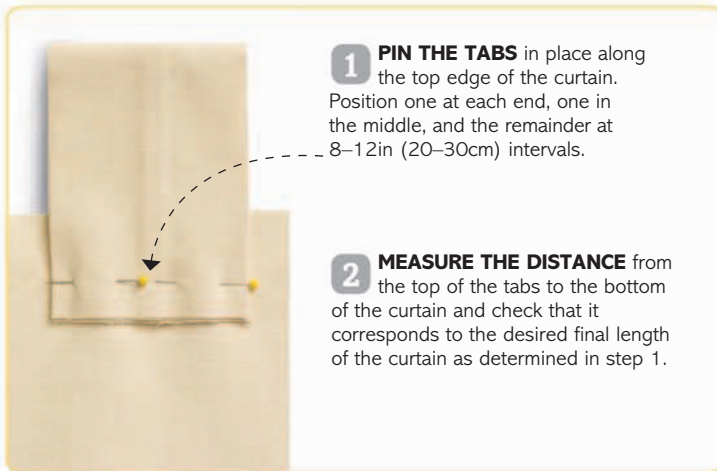 1 PIN THE TABS in place along
the top edge of the curtain.
Position one at each end, one in
the middle, and the remainder at
8–12in (20–30cm) intervals.
2 MEASURE THE DISTANCE from
the top of the tabs to the bottom
of the curtain and check that it
corresponds to the desired final length
of the curtain as determined in step 1.